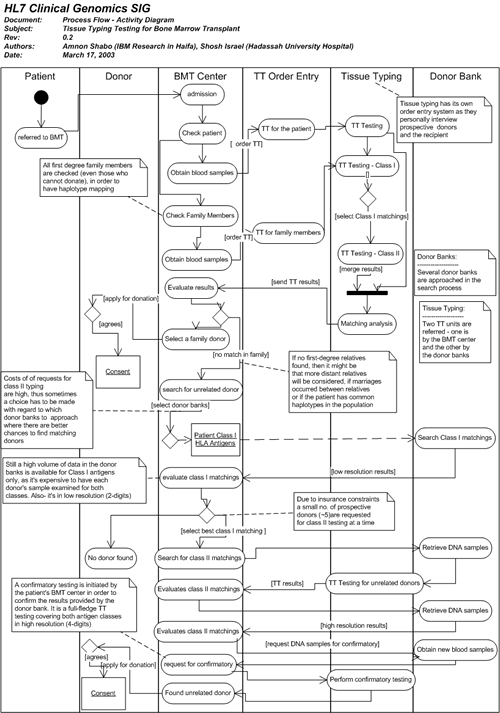 HL7 Clinical Genomics SIG
Document: Process Flow - Activity Diagram
Subject: Tissue Typing Testing for Bone Marrow Transplant
Rev: 0.2
Authors: Amnon Shabo (IBM Research in Haifa), Shosh Israel (Hadassah University Hospital)
Date: March 17, 2003
Patient Donor BMT Center TT Order Entry Tissue Typing Donor Bank
admission
Tissue typing has its own
order entry system as they
personally interview
prospective donors
and the recipient
referred to BMT
Check patient
TT for the patient
TT Testing
[ order TT]
All first degree family members
are checked (even those who
cannot donate), in order to
have haplotype mapping
Obtain blood samples
TT Testing - Class I
[]
[select Class I matchings]
Check Family Members
[order TT]
TT for family members
Obtain blood samples
TT Testing - Class II
[merge results]
Donor Banks:
--------------------
Several donor banks
are approached in the
search process
Evaluate results
[send TT results]
[apply for donation]
[agrees]
Matching analysis
Tissue Typing:
--------------------
Two TT units are
referred - one is
by the BMT center
and the other by
the donor banks
Select a family donor
[no match in family]
Consent
If no first-degree relatives
found, then it might be
that more distant relatives
will be considered, if marriages
occurred between relatives
or if the patient has common
haplotypes in the population
search for unrelated donor
Costs of of requests for
class II typing
are high, thus sometimes
a choice has to be made
with regard to which
donor banks to approach
where there are better
chances to find matching
donors
[select donor banks]
Patient Class I
HLA Antigens
Search Class I matchings
Still a high volume of data in the donor
banks is available for Class I antigens
only, as it's expensive to have each
donor's sample examined for both
classes. Also- it's in low resolution (2-digits)
[low resolution results]
evaluate class I matchings
Due to insurance constraints
a small no. of prospective
donors (~5)are requested
for class II testing at a time
[select best class I matching ]
No donor found
Search for class II matchings
Retrieve DNA samples
A confirmatory testing is initiated by
the patient's BMT center in order to
confirm the results provided by the
donor bank. It is a full-fledge TT
testing covering both antigen classes
in high resolution (4-digits)
[TT results]
Evaluates class II matchings
TT Testing for unrelated donors
Retrieve DNA samples
[high resolution results]
Evaluates class II matchings
[request DNA samples for confirmatory]
Obtain new blood samples
[agrees]
[apply for donation]
request for confirmatory
Perform confirmatory testing
Consent
Found unrelated donor